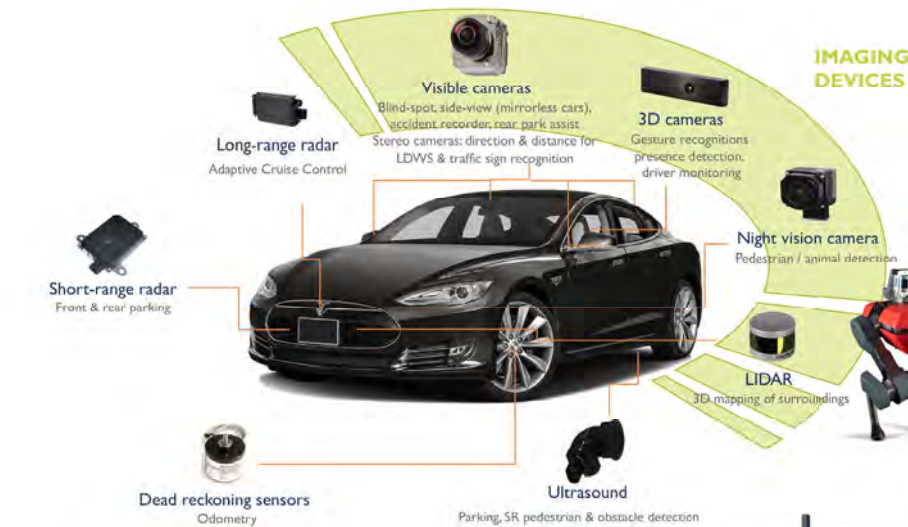 IMAGING
DEVICES
Visible cameras
Blind-spot, side-view (mirrorless cars),
accident recorder, rear park assist
Stereo cameras: direction & distance for
LDWS & traffic sign recognition
3D cameras
Gesture recognitions
presence detection,
driver monitoring
Long-range radar
Adaptive Cruise Control
Night vision camera
Pedestrian / animal detection
Short-range radar
Front & rear parking
LIDAR
3D mapping of surroundings
Dead reckoning sensors
Odometry
Ultrasound
Parking, SR pedestrian & obstacle detection